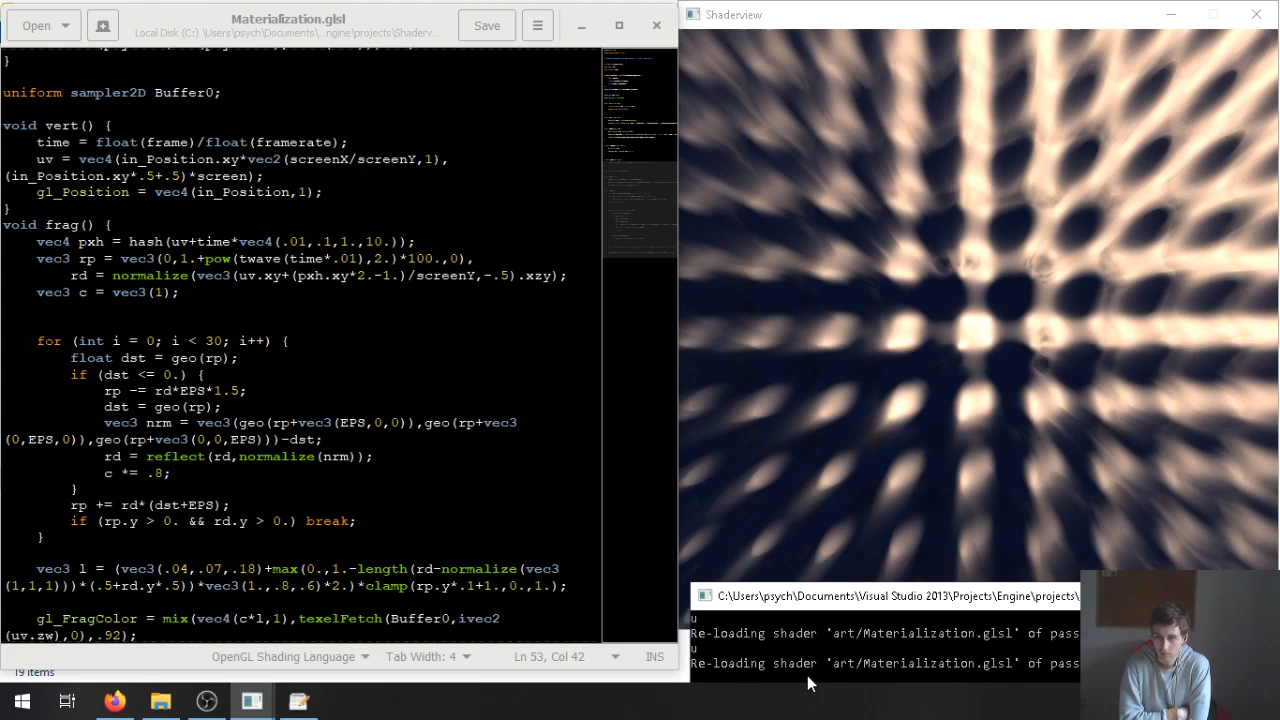 Open
Materialization.glsl
Local Disk (C:) \Users\psych\Documents\...ngine\projects\Shaderv...
Save
Shaderview
}
uniform sampler2D Buffer0;
void vert() {
time = float(frame)/float(framerate);
uv = vec4(in_Position.xy*vec2(screenX/screenY,1),
(in_Position.xy*.5+.5)*screen);
gl_Position = vec4(in_Position,1);
}
void frag() {
vec4 pxh = hash(uv+time*vec4(.01,.1,1.,10.));
vec3 rp = vec3(0,1.+pow(twave(time*.01),2.)*100.,0),
rd = normalize(vec3(uv.xy+(pxh.xy*2.-1.)/screenY,-.5).xzy);
vec3 c = vec3(1);
for (int i = 0; i < 30; i++) {
float dst = geo(rp);
if (dst <= 0.) {
rp -= rd*EPS*1.5;
dst = geo(rp);
vec3 nrm = vec3(geo(rp+vec3(EPS,0,0)),geo(rp+vec3
(0,EPS,0)),geo(rp+vec3(0,0,EPS)))-dst;
rd = reflect(rd,normalize(nrm));
c *= .8;
}
rp += rd*(dst+EPS);
if (rp.y > 0. && rd.y > 0.) break;
}
vec3 l = (vec3(.04,.07,.18)+max(0.,1.-length(rd-normalize(vec3
(1,1,1)))*(.5+rd.y*.5))*vec3(1.,.8,.6)*2.)*clamp(rp.y*.1+1.,0.,1.);
gl_FragColor = mix(vec4(c*l,1),texelFetch(Buffer0,ivec2
(uv.zw),0),.92);
OpenGL Shading Language
Tab Width: 4
Ln 53, Col 42
INS
19 items
C:\Users\psych\Documents\Visual Studio 2013\Projects\Engine\projects\
u
Re-loading shader 'art/Materialization.glsl' of pass
u
Re-loading shader 'art/Materialization.glsl' of pass